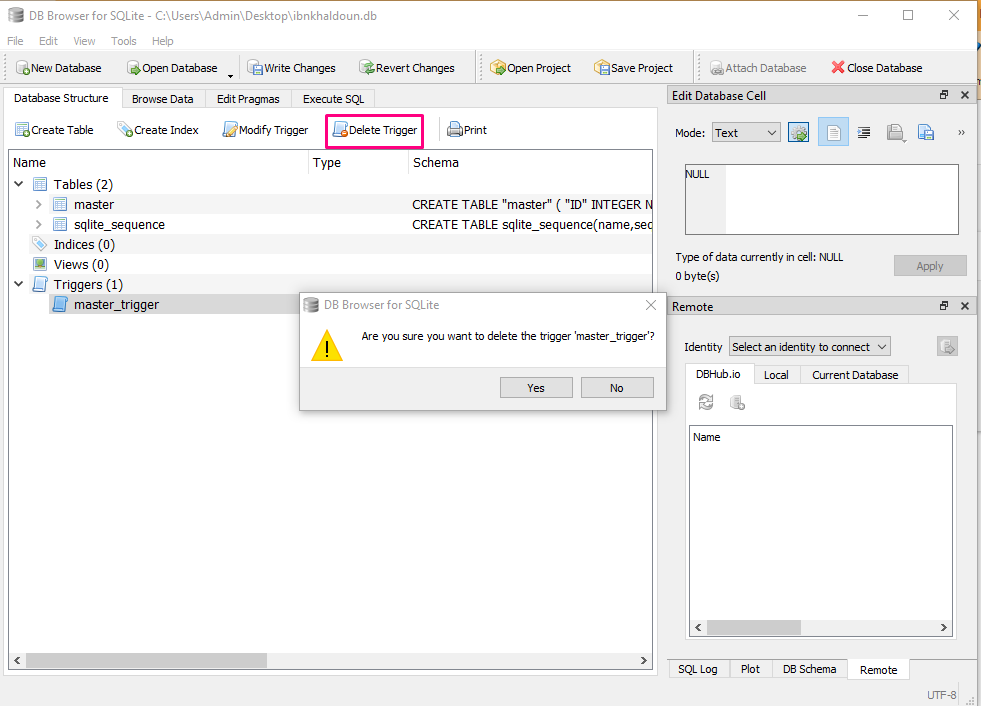 DB Browser for SQLite - C:\Users\Admin\Desktop\ibnkhaldoun.db
File Edit View Tools Help
New Database Open Database Write Changes Revert Changes Open Project Save Project Attach Database Close Database
Database Structure Browse Data Edit Pragmas Execute SQL
Create Table Create Index Modify Trigger Delete Trigger Print
Name Type Schema
Tables (2)
master CREATE TABLE "master" ( "ID" INTEGER N
sqlite_sequence CREATE TABLE sqlite_sequence(name,sec
Indices (0)
Views (0)
Triggers (1)
master_trigger
DB Browser for SQLite
Are you sure you want to delete the trigger 'master_trigger'?
Yes No
Edit Database Cell
Mode: Text
NULL
Type of data currently in cell: NULL
0 byte(s)
Apply
Remote
Identity Select an identity to connect
DBHub.io Local Current Database
Name
SQL Log Plot DB Schema Remote
UTF-8